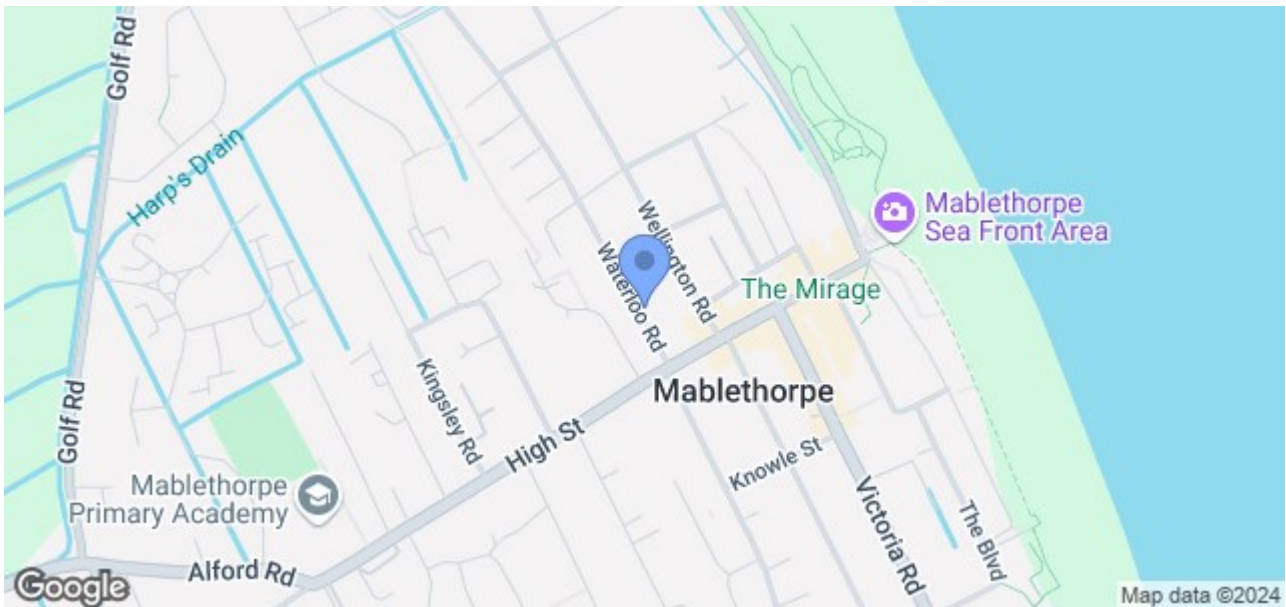 Golf Rd
Harp's Drain
Wellington Rd
Waterloo Rd
Mablethorpe
Sea Front Area
The Mirage
Mablethorpe
Golf Rd
Kingsley Rd
High St
Knowle St
Mablethorpe
Primary Academy
Victoria Rd
The Blvd
Alford Rd
Google
Map data ©2024